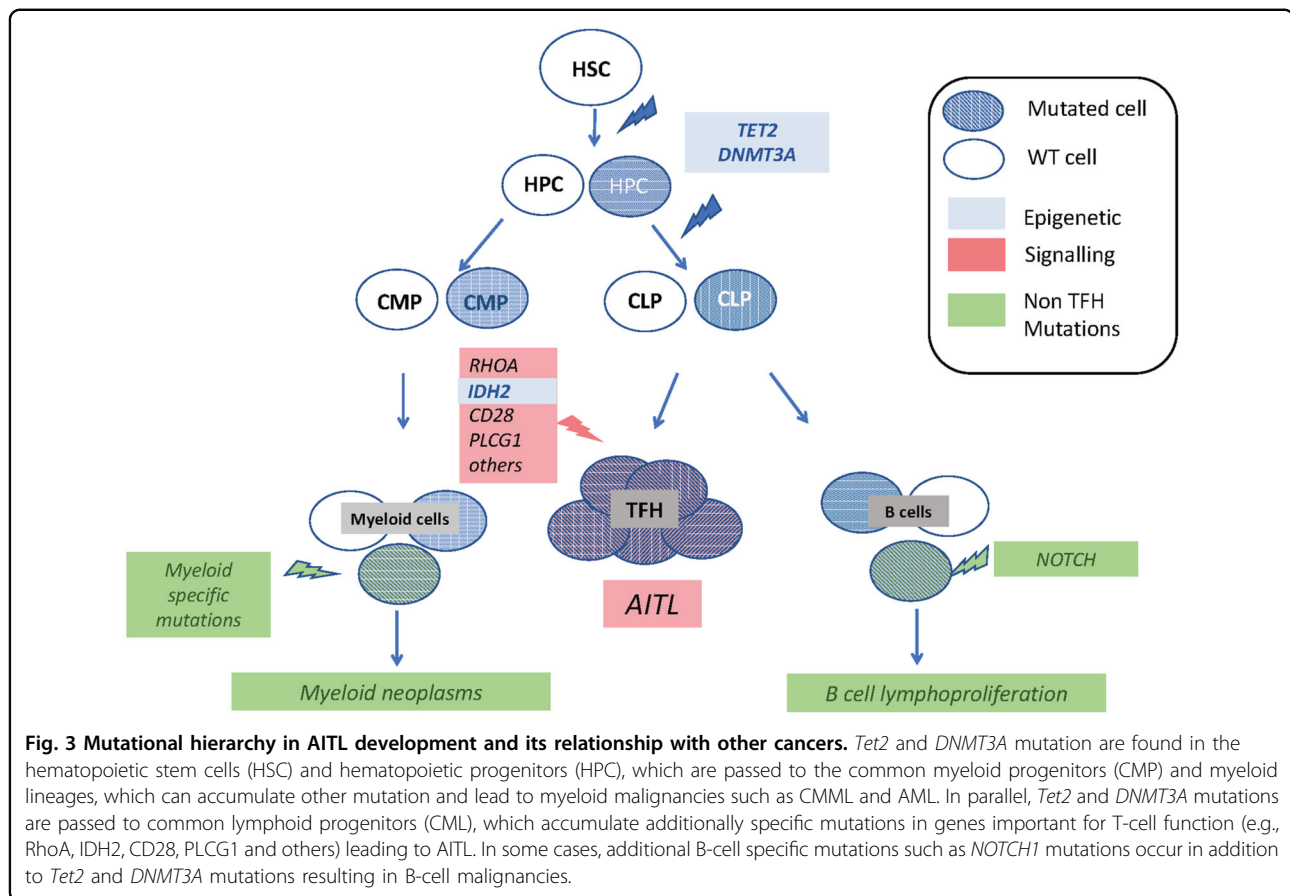 HSC
TET2
DNMT3A
HPC
HPC
CMP
CMP
CLP
CLP
RHOA
IDH2
CD28
PLCG1
others
Myeloid cells
TFH
B cells
Myeloid
specific
mutations
NOTCH
AITL
Myeloid neoplasms
B cell lymphoproliferation
Mutated cell
WT cell
Epigenetic
Signalling
Non TFH
Mutations
Fig. 3 Mutational hierarchy in AITL development and its relationship with other cancers. Tet2 and DNMT3A mutation are found in the
hematopoietic stem cells (HSC) and hematopoietic progenitors (HPC), which are passed to the common myeloid progenitors (CMP) and myeloid
lineages, which can accumulate other mutation and lead to myeloid malignancies such as CMML and AML. In parallel, Tet2 and DNMT3A mutations
are passed to common lymphoid progenitors (CML), which accumulate additionally specific mutations in genes important for T-cell function (e.g.,
RhoA, IDH2, CD28, PLCG1 and others) leading to AITL. In some cases, additional B-cell specific mutations such as NOTCH1 mutations occur in addition
to Tet2 and DNMT3A mutations resulting in B-cell malignancies.